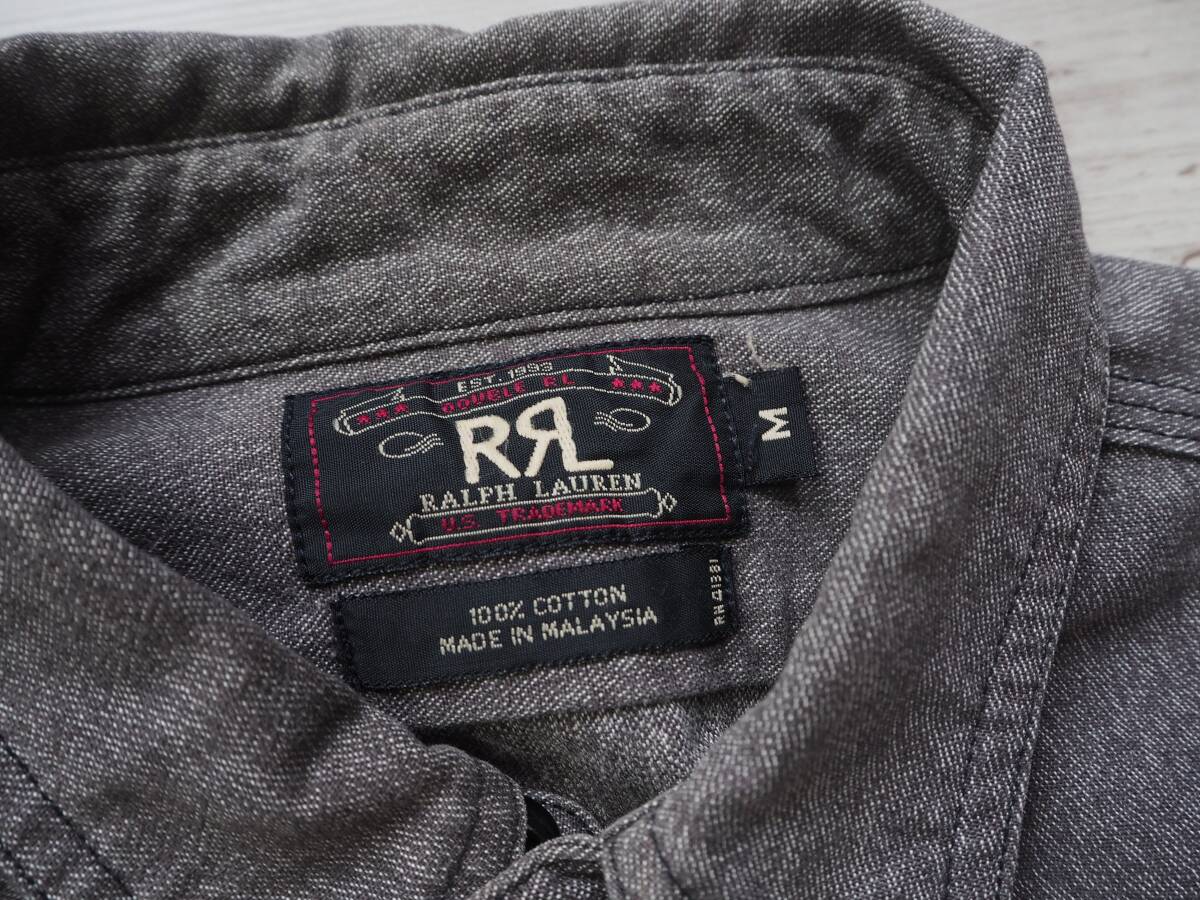 EST. 1993
★★★ DOUBLE RL ★★★
RRL
RALPH LAUREN
U.S. TRADEMARK
M
100% COTTON
MADE IN MALAYSIA
RN 41381